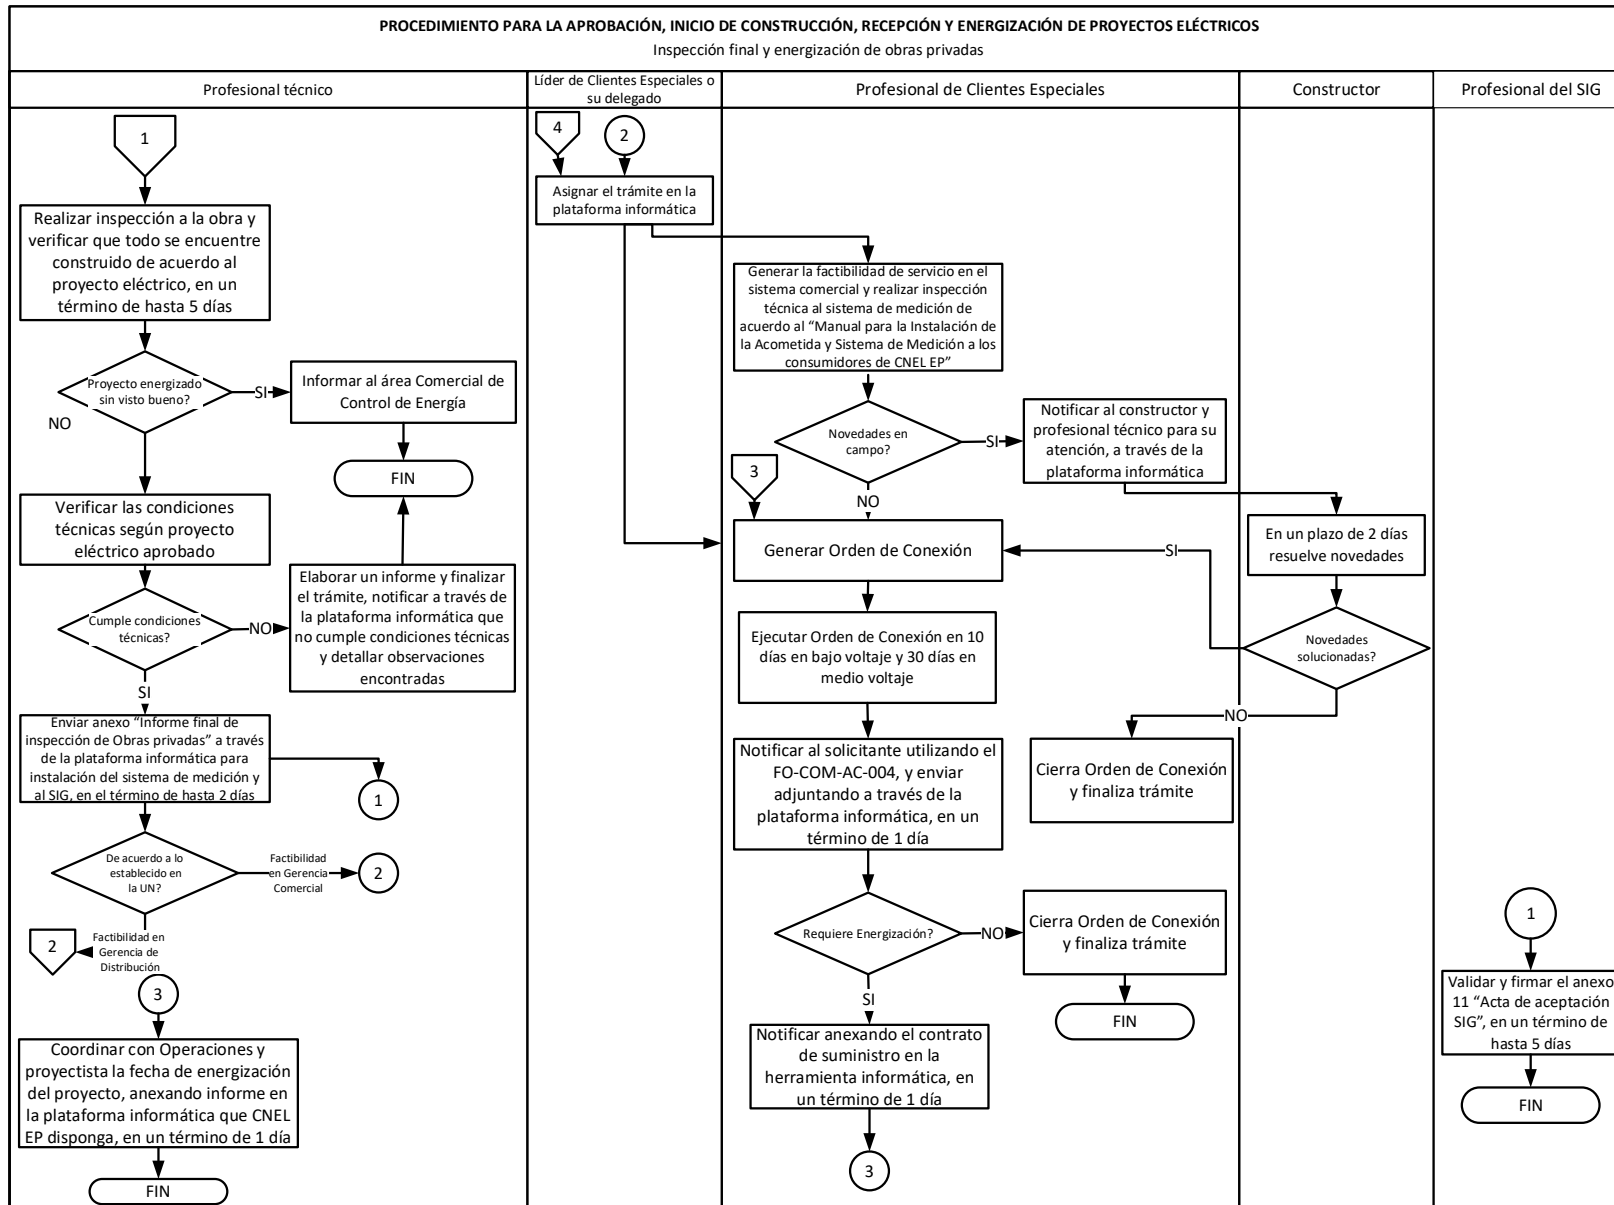 PROCEDIMIENTO PARA LA APROBACIÓN, INICIO DE CONSTRUCCIÓN, RECEPCIÓN Y ENERGIZACIÓN DE PROYECTOS ELÉCTRICOS
Inspección final y energización de obras privadas
Profesional técnico
Líder de Clientes Especiales o
su delegado
Profesional de Clientes Especiales
Constructor
Profesional del SIG
1
Realizar inspección a la obra y
verificar que todo se encuentre
construido de acuerdo al
proyecto eléctrico, en un
término de hasta 5 días
Proyecto energizado
sin visto bueno?
SI
NO
Informar al área Comercial de
Control de Energía
FIN
Verificar las condiciones
técnicas según proyecto
eléctrico aprobado
Cumple condiciones
técnicas?
NO
SI
Elaborar un informe y finalizar
el trámite, notificar a través de
la plataforma informática que
no cumple condiciones técnicas
y detallar observaciones
encontradas
Enviar anexo “Informe final de
inspección de Obras privadas” a través
de la plataforma informática para
instalación del sistema de medición y
al SIG, en el término de hasta 2 días
1
De acuerdo a lo
establecido en
la UN?
Factibilidad
en Gerencia
Comercial
2
Factibilidad en
Gerencia de
Distribución
2
3
Coordinar con Operaciones y
proyectista la fecha de energización
del proyecto, anexando informe en
la plataforma informática que CNEL
EP disponga, en un término de 1 día
FIN
4
2
Asignar el trámite en la
plataforma informática
Generar la factibilidad de servicio en el
sistema comercial y realizar inspección
técnica al sistema de medición de
acuerdo al “Manual para la Instalación de
la Acometida y Sistema de Medición a los
consumidores de CNEL EP”
Novedades en
campo?
SI
NO
Notificar al constructor y
profesional técnico para su
atención, a través de la
plataforma informática
3
Generar Orden de Conexión
Ejecutar Orden de Conexión en 10
días en bajo voltaje y 30 días en
medio voltaje
Notificar al solicitante utilizando el
FO-COM-AC-004, y enviar
adjuntando a través de la
plataforma informática, en un
término de 1 día
Requiere Energización?
NO
SI
Cierra Orden de Conexión
y finaliza trámite
FIN
Notificar anexando el contrato
de suministro en la
herramienta informática, en
un término de 1 día
3
Cierra Orden de Conexión
y finaliza trámite
En un plazo de 2 días
resuelve novedades
Novedades
solucionadas?
SI
NO
1
Validar y firmar el anexo
11 “Acta de aceptación
SIG”, en un término de
hasta 5 días
FIN